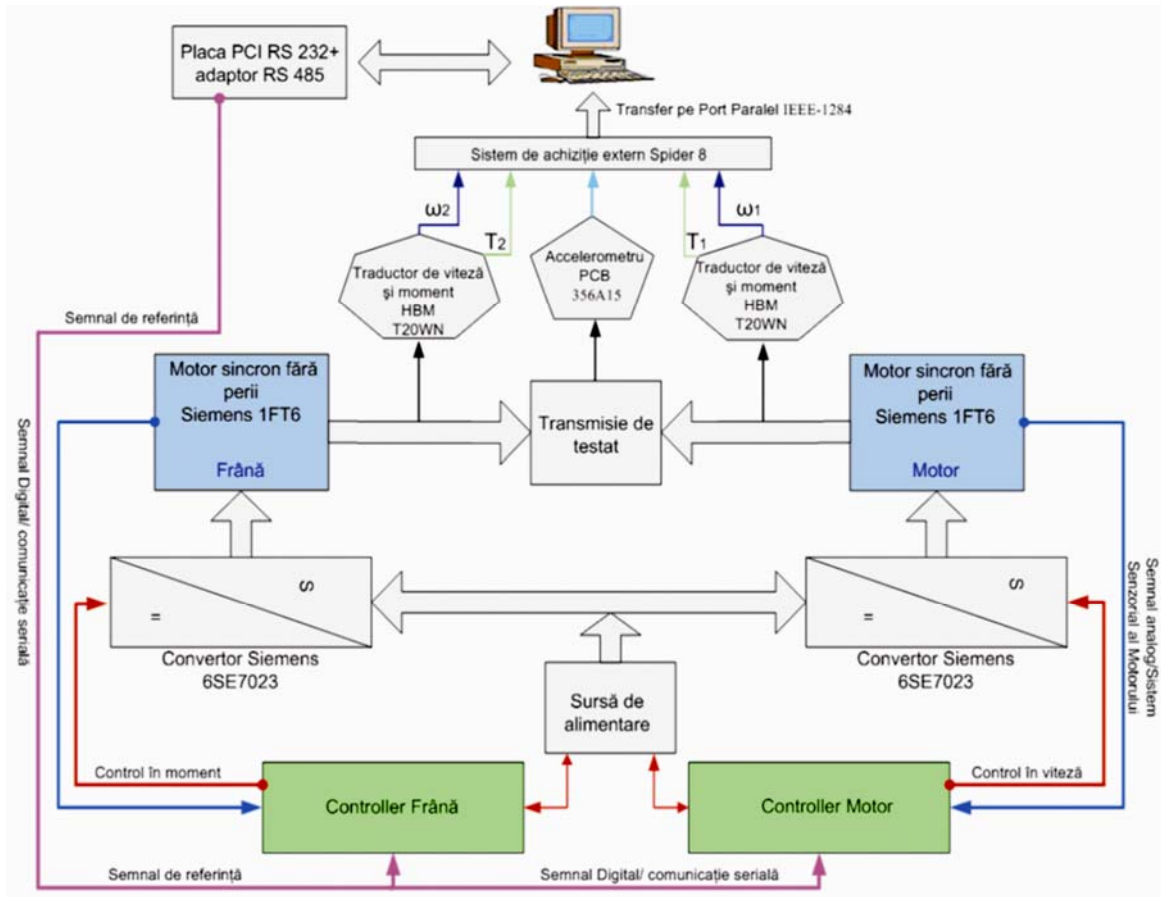 Placa PCI RS 232+
adaptor RS 485
Transfer pe Port Paralel IEEE-1284
Sistem de achiziție extern Spider 8
ω2
T2
T1
ω1
Traductor de viteză
și moment
HBM
T20WN
Accelerometru
PCB
356A15
Traductor de viteză
și moment
HBM
T20WN
Semnal de referință
Motor sincron fără
perii
Siemens 1FT6
Frână
Transmisie de
testat
Motor sincron fără
perii
Siemens 1FT6
Motor
Semnal Digital/ comunicație serială
Semnal analog/Sistem
Senzorial al Motorului
S
=
S
=
Convertor Siemens
6SE7023
Convertor Siemens
6SE7023
Sursă de
alimentare
Control în moment
Control în viteză
Controller Frână
Controller Motor
Semnal de referință
Semnal Digital/ comunicație serială